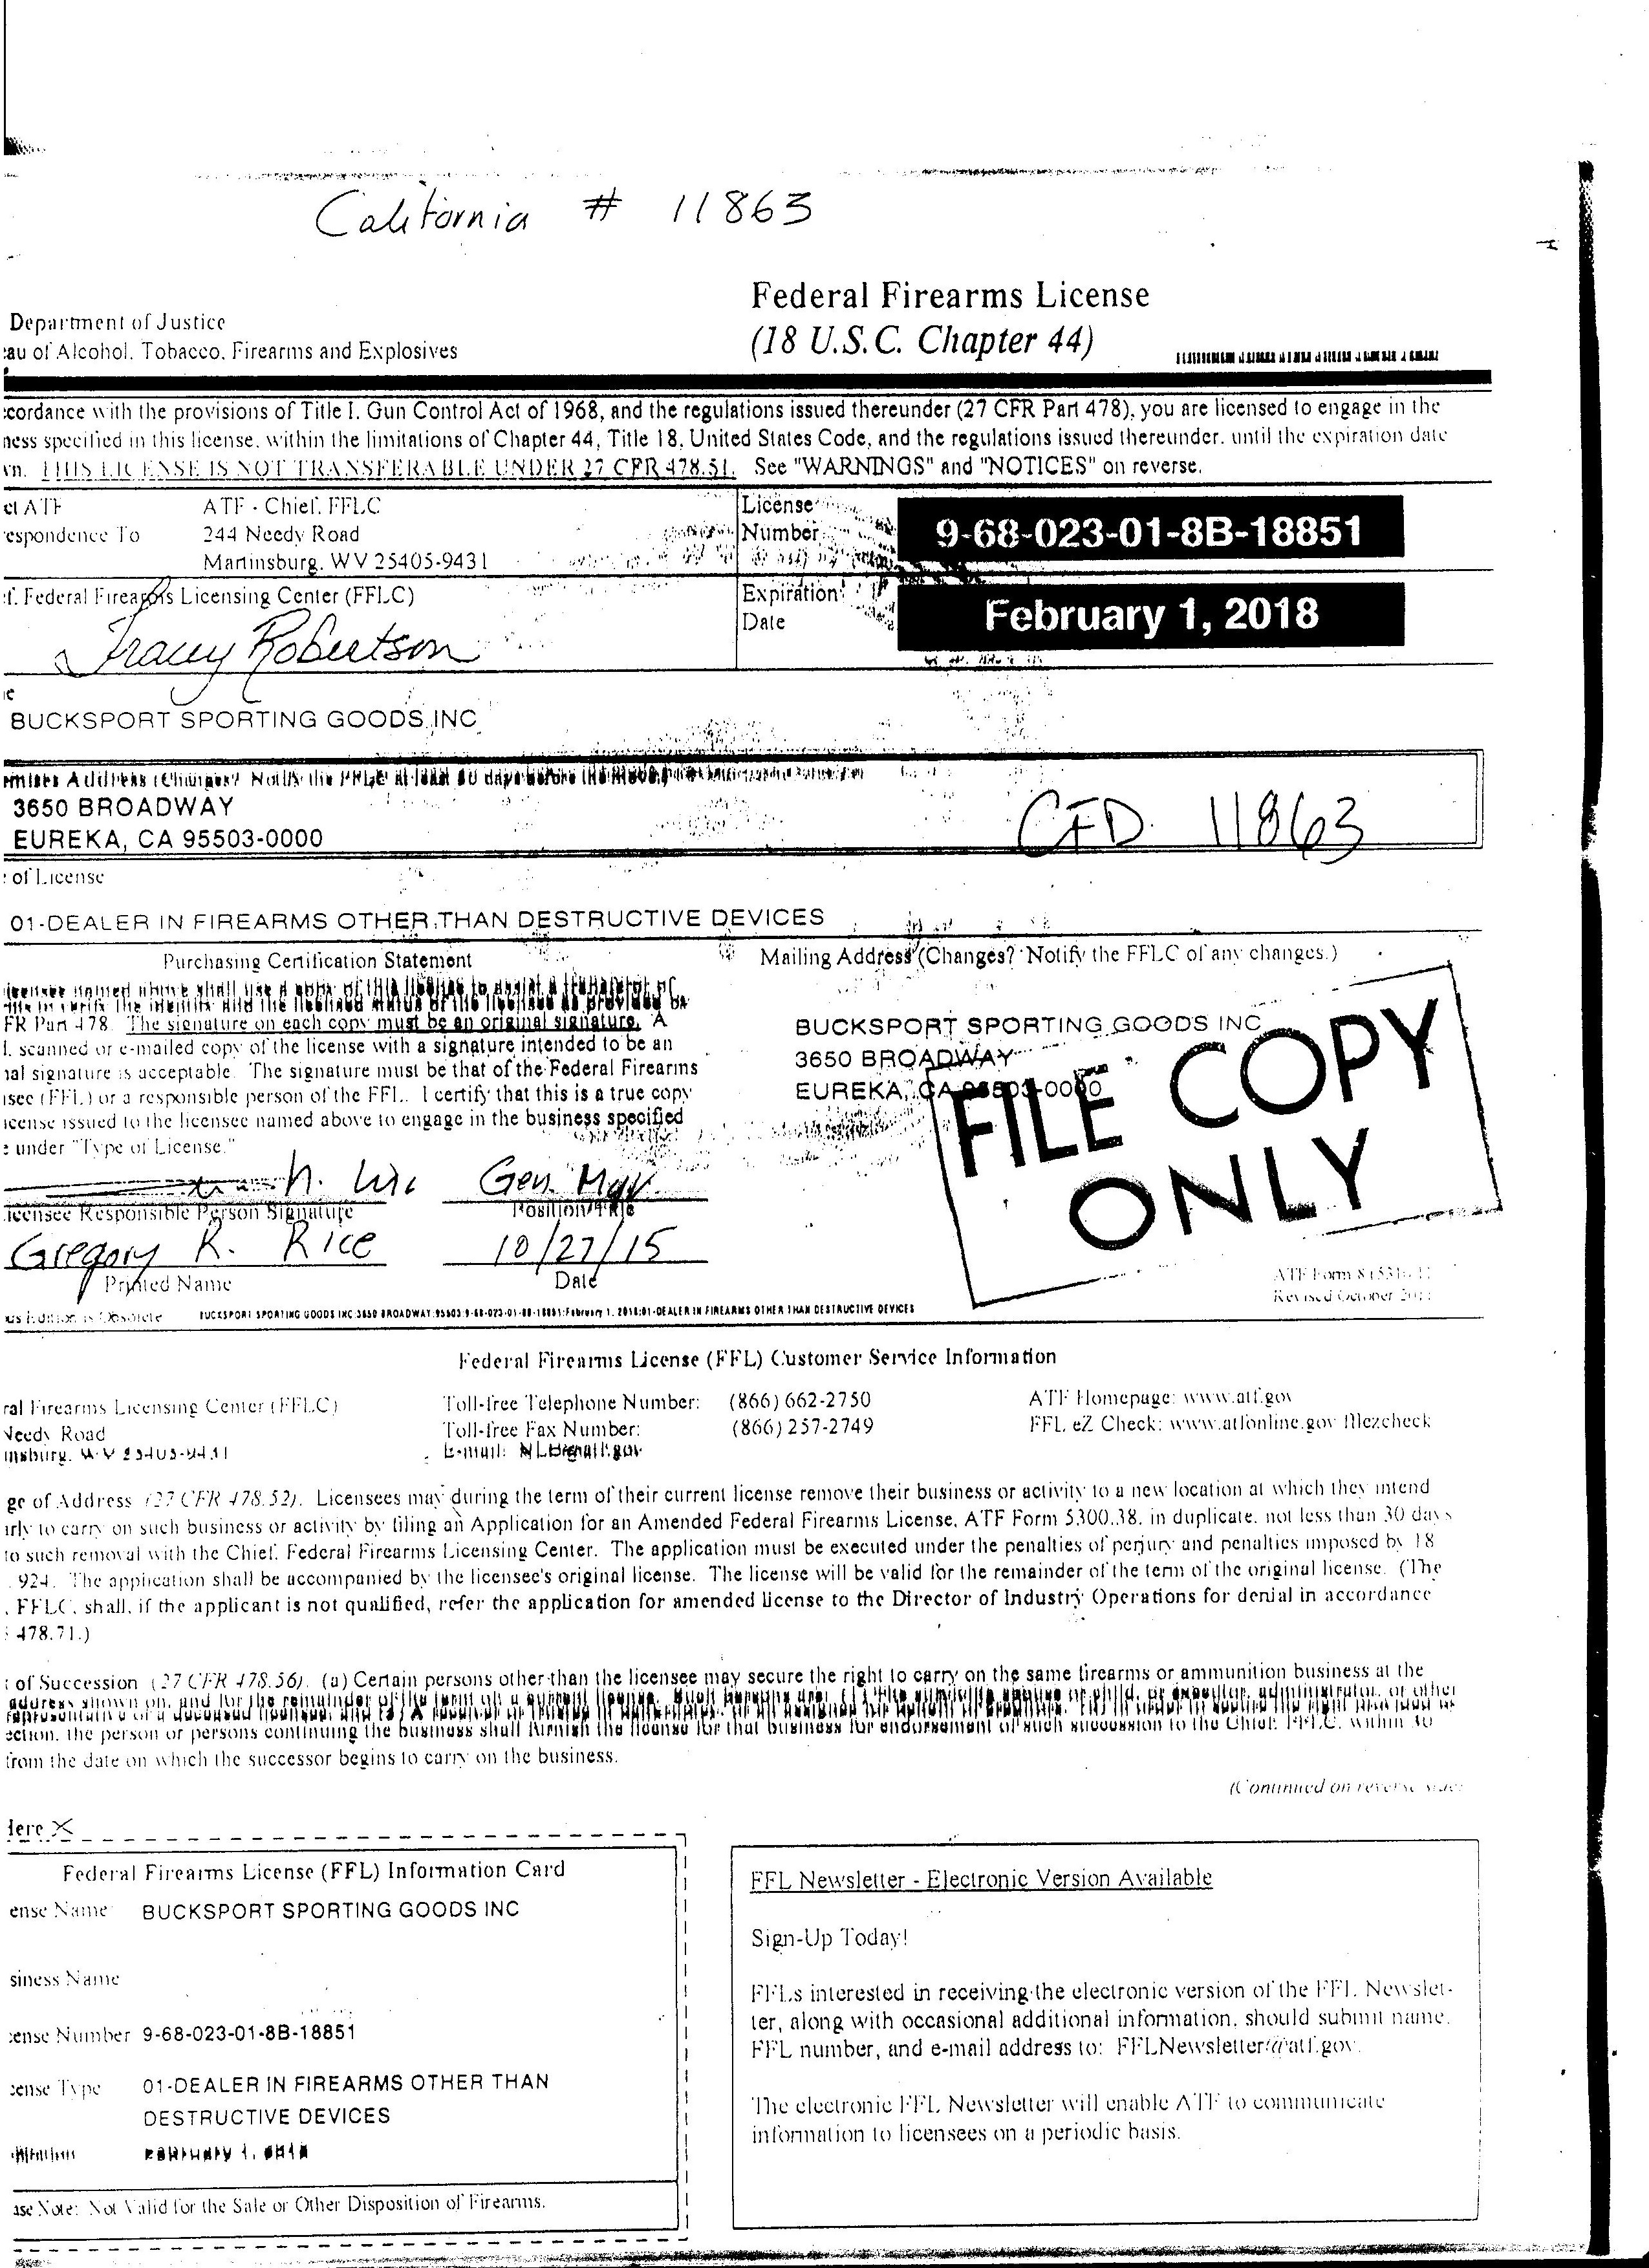 California # 11863
Federal Firearms License
(18 U.S.C. Chapter 44)
Department of Justice
au of Alcohol, Tobacco, Firearms and Explosives
cordance with the provisions of Title I, Gun Control Act of 1968, and the regulations issued thereunder (27 CFR Part 478), you are licensed to engage in the
ness specified in this license, within the limitations of Chapter 44, Title 18, United States Code, and the regulations issued thereunder, until the expiration date
wn. THIS LICENSE IS NOT TRANSFERABLE UNDER 27 CFR 478.51. See "WARNINGS" and "NOTICES" on reverse.
ct ATF
respondence To
ATF - Chief, FFLC
244 Needy Road
Martinsburg, WV 25405-9431
License
Number
9-68-023-01-8B-18851
f, Federal Firearms Licensing Center (FFLC)
Tracey Robertson
Expiration
Date
February 1, 2018
BUCKSPORT SPORTING GOODS INC
emises Address (Changes? Notify the FFLC at least 30 days before the move.)
3650 BROADWAY
EUREKA, CA 95503-0000
CFD 11863
of License
01-DEALER IN FIREARMS OTHER THAN DESTRUCTIVE DEVICES
Purchasing Certification Statement
licensee named above shall use a copy of this license to assist a transferor of
to verify the identity and the licensed status of the licensee as provided by
FR Part 478. The signature on each copy must be an original signature. A
l, scanned or e-mailed copy of the license with a signature intended to be an
nal signature is acceptable. The signature must be that of the Federal Firearms
nsee (FFL) or a responsible person of the FFL. I certify that this is a true copy
icense issued to the licensee named above to engage in the business specified
e under "Type of License."
Gen. Mgr.
icensee Responsible Person Signature
Position/Title
Gregory R. Rice
10/27/15
Printed Name
Date
Mailing Address (Changes? Notify the FFLC of any changes.)
BUCKSPORT SPORTING GOODS INC
3650 BROADWAY
EUREKA, CA 95503-0000
FILE COPY
ONLY
ATF Form 8 (5310.11)
Revised October 2011
us Edition is Obsolete
BUCKSPORT SPORTING GOODS INC:3650 BROADWAY:95503:9-68-023-01-8B-18851:February 1, 2018:01-DEALER IN FIREARMS OTHER THAN DESTRUCTIVE DEVICES
Federal Firearms License (FFL) Customer Service Information
ral Firearms Licensing Center (FFLC)
Needy Road
insburg, WV 25405-9431
Toll-free Telephone Number: (866) 662-2750
Toll-free Fax Number: (866) 257-2749
E-mail: NLC@atf.gov
ATF Homepage: www.atf.gov
FFL eZ Check: www.atfonline.gov/fflezcheck
ge of Address (27 CFR 478.52). Licensees may during the term of their current license remove their business or activity to a new location at which they intend
arly to carry on such business or activity by filing an Application for an Amended Federal Firearms License, ATF Form 5300.38, in duplicate, not less than 30 days
to such removal with the Chief, Federal Firearms Licensing Center. The application must be executed under the penalties of perjury and penalties imposed by 18
. 924. The application shall be accompanied by the licensee's original license. The license will be valid for the remainder of the term of the original license. (The
, FFLC, shall, if the applicant is not qualified, refer the application for amended license to the Director of Industry Operations for denial in accordance
§ 478.71.)
t of Succession (27 CFR 478.56). (a) Certain persons other than the licensee may secure the right to carry on the same firearms or ammunition business at the
address shown on, and for the remainder of the term of, a current license. Such persons are: (1) The surviving spouse or child, or executor, administrator, or other
ection, the person or persons continuing the business shall furnish the license for that business for endorsement of such succession to the Chief, FFLC, within 30
from the date on which the successor begins to carry on the business.
(Continued on reverse side)
Here ✂
Federal Firearms License (FFL) Information Card
ense Name BUCKSPORT SPORTING GOODS INC
siness Name
cense Number 9-68-023-01-8B-18851
cense Type 01-DEALER IN FIREARMS OTHER THAN
DESTRUCTIVE DEVICES
February 1, 2018
ase Note: Not Valid for the Sale or Other Disposition of Firearms.
FFL Newsletter - Electronic Version Available
Sign-Up Today!
FFLs interested in receiving the electronic version of the FFL Newslet-
ter, along with occasional additional information, should submit name,
FFL number, and e-mail address to: FFLNewsletter@atf.gov.
The electronic FFL Newsletter will enable ATF to communicate
information to licensees on a periodic basis.